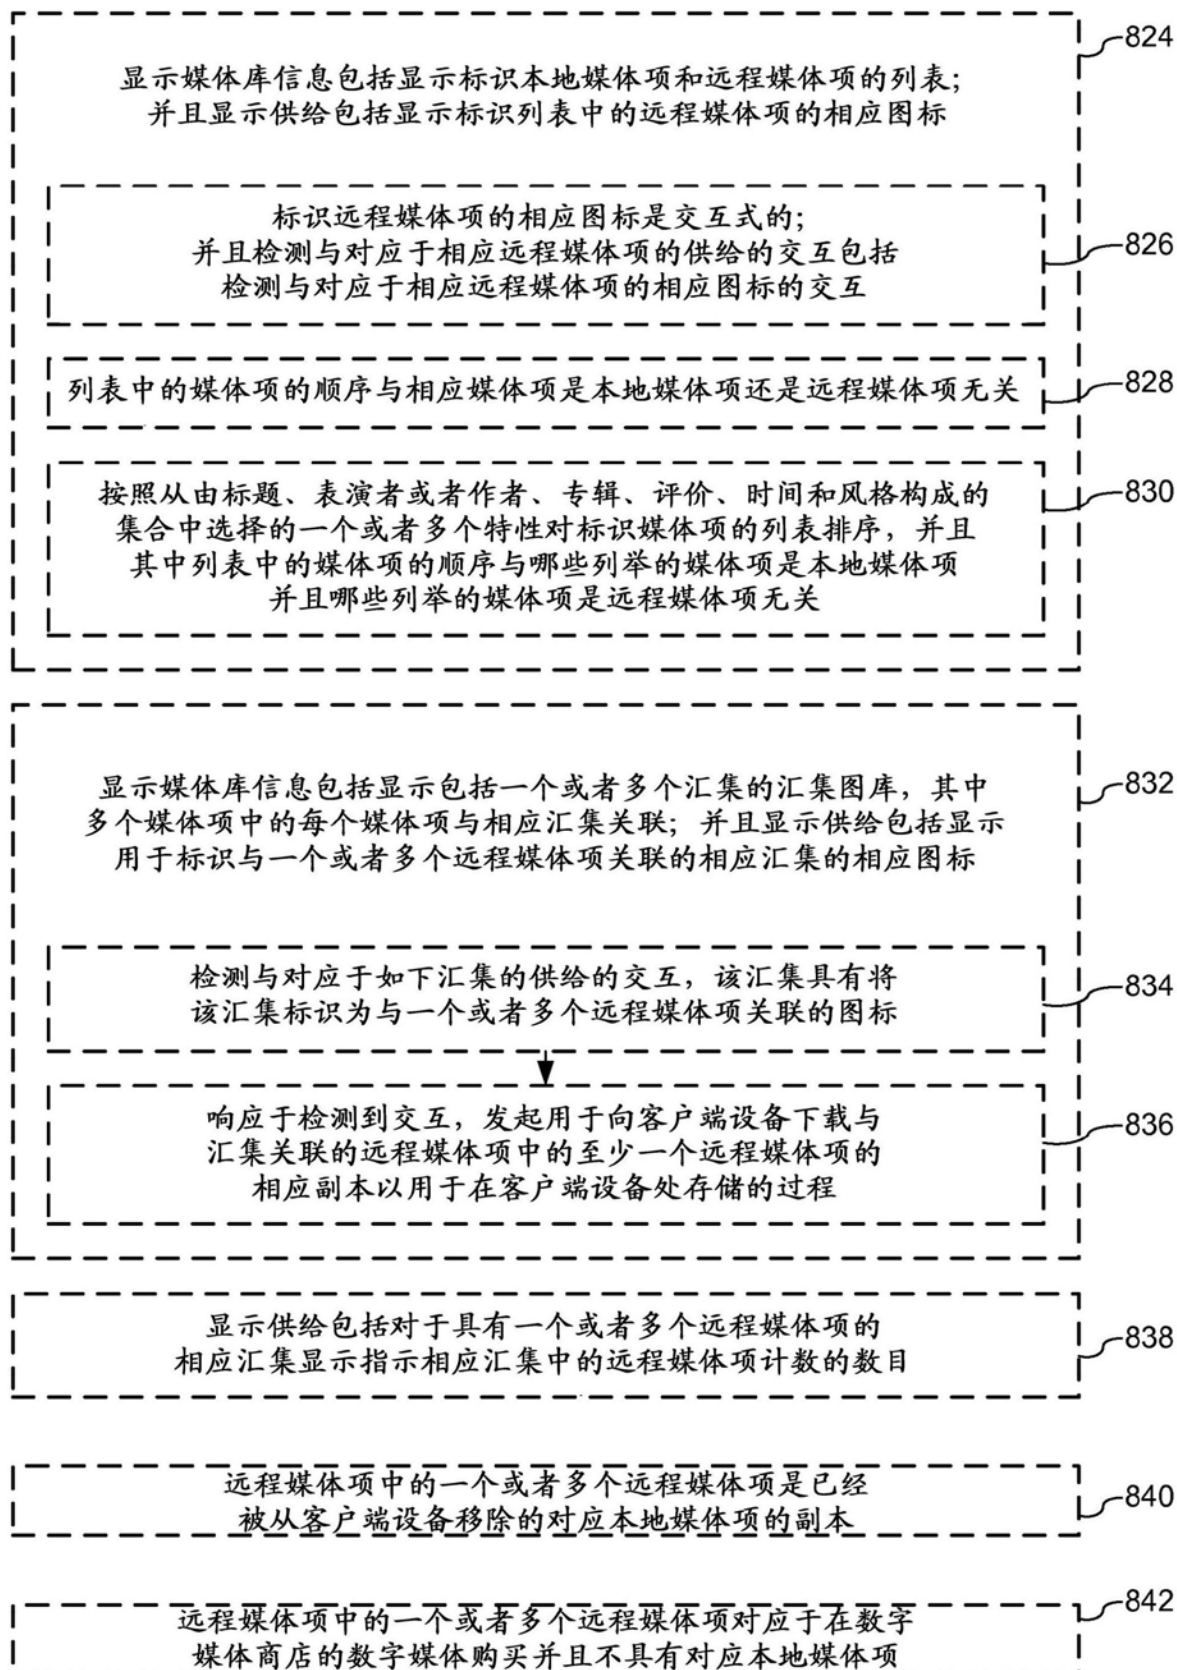 824
显示媒体库信息包括显示标识本地媒体项和远程媒体项的列表；
并且显示供给包括显示标识列表中的远程媒体项的相应图标
标识远程媒体项的相应图标是交互式的；
并且检测与对应于相应远程媒体项的供给的交互包括
检测与对应于相应远程媒体项的相应图标的交互
826
列表中的媒体项的顺序与相应媒体项是本地媒体项还是远程媒体项无关
828
按照从由标题、表演者或者作者、专辑、评价、时间和风格构成的
集合中选择的一个或者多个特性对标识媒体项的列表排序，并且
其中列表中的媒体项的顺序与哪些列举的媒体项是本地媒体项
并且哪些列举的媒体项是远程媒体项无关
830
显示媒体库信息包括显示包括一个或者多个汇集的汇集图库，其中
多个媒体项中的每个媒体项与相应汇集关联；并且显示供给包括显示
用于标识与一个或者多个远程媒体项关联的相应汇集的相应图标
832
检测与对应于如下汇集的供给的交互，该汇集具有将
该汇集标识为与一个或者多个远程媒体项关联的图标
834
响应于检测到交互，发起用于向客户端设备下载与
汇集关联的远程媒体项中的至少一个远程媒体项的
相应副本以用于在客户端设备处存储的过程
836
显示供给包括对于具有一个或者多个远程媒体项的
相应汇集显示指示相应汇集中的远程媒体项计数的数目
838
远程媒体项中的一个或者多个远程媒体项是已经
被从客户端设备移除的对应本地媒体项的副本
840
842
远程媒体项中的一个或者多个远程媒体项对应于在数字
媒体商店的数字媒体购买并且不具有对应本地媒体项